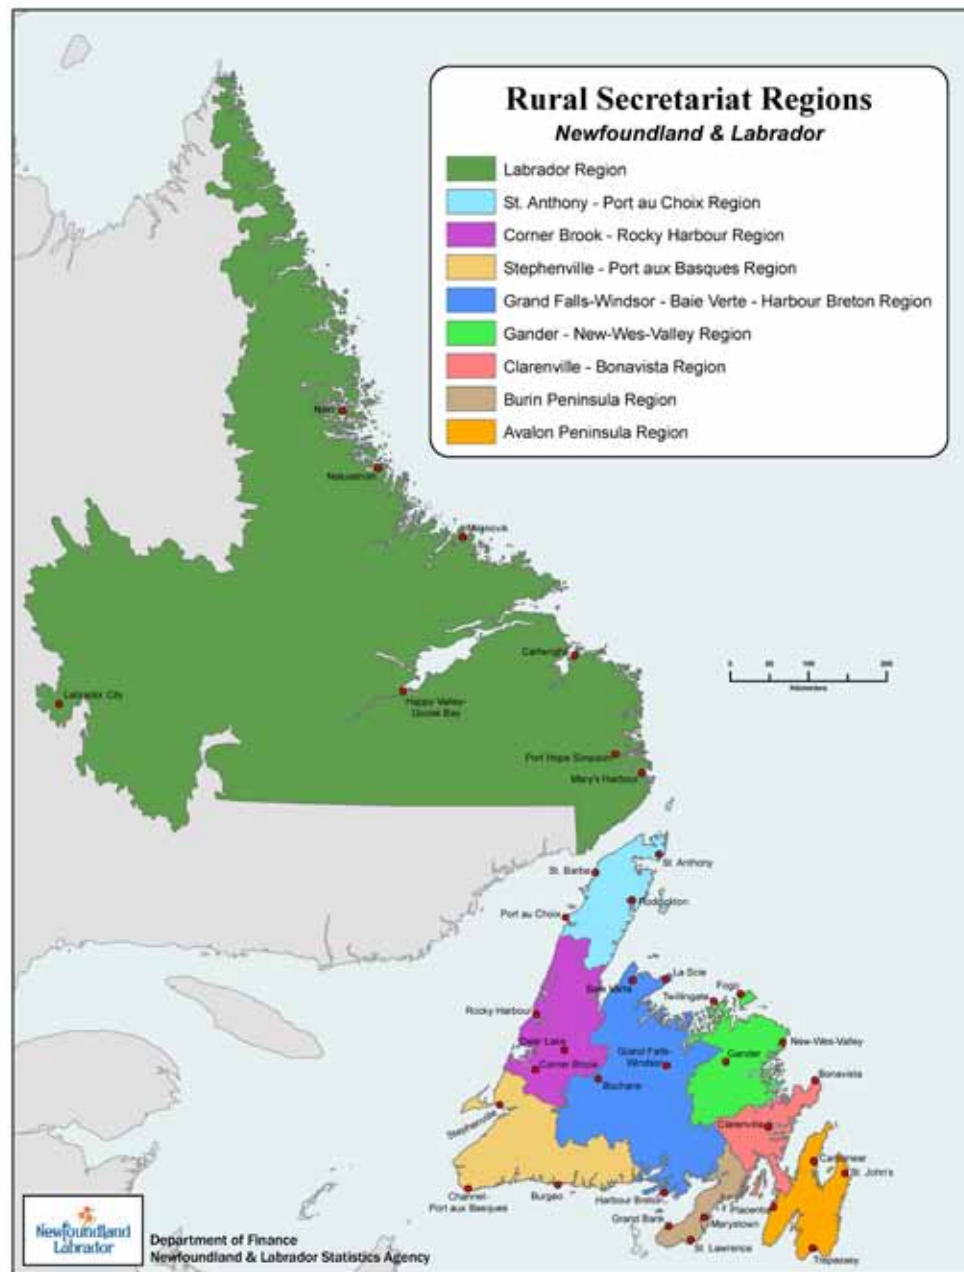 Rural Secretariat Regions
Newfoundland & Labrador
Labrador Region
St. Anthony - Port au Choix Region
Corner Brook - Rocky Harbour Region
Stephenville - Port aux Basques Region
Grand Falls-Windsor - Baie Verte - Harbour Breton Region
Gander - New-Wes-Valley Region
Clarenville - Bonavista Region
Burin Peninsula Region
Avalon Peninsula Region
Nain
Natuashish
Makkovik
Cartwright
Labrador City
Happy Valley-
Goose Bay
Port Hope Simpson
Mary's Harbour
0 50 100 200
Kilometers
St. Anthony
St. Barbe
Roddickton
Port au Choix
La Scie
Baie Verte
Fogo
Twillingate
Rocky Harbour
New-Wes-Valley
Deer Lake
Grand Falls-
Windsor
Gander
Corner Brook
Buchans
Bonavista
Stephenville
Clarenville
Carbonear
St. John's
Channel-
Port aux Basques
Burgeo
Harbour Breton
Placentia
Grand Bank
Marystown
St. Lawrence
Trepassey
Newfoundland
Labrador
Department of Finance
Newfoundland & Labrador Statistics Agency